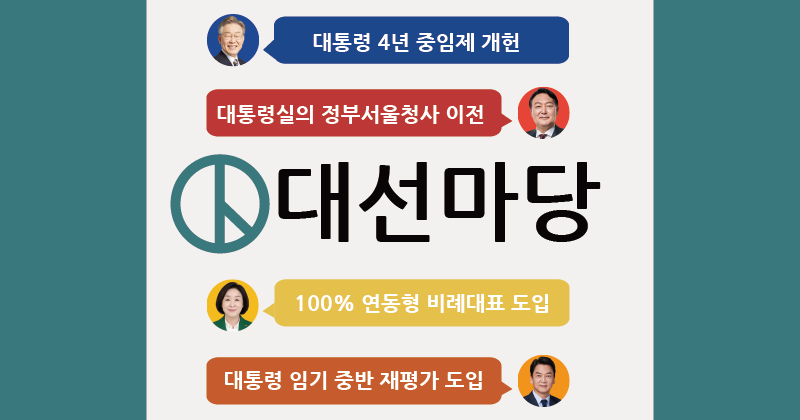 대통령 4년 중임제 개헌
대통령실의 정부서울청사 이전
대선마당
100% 연동형 비례대표 도입
대통령 임기 중반 재평가 도입